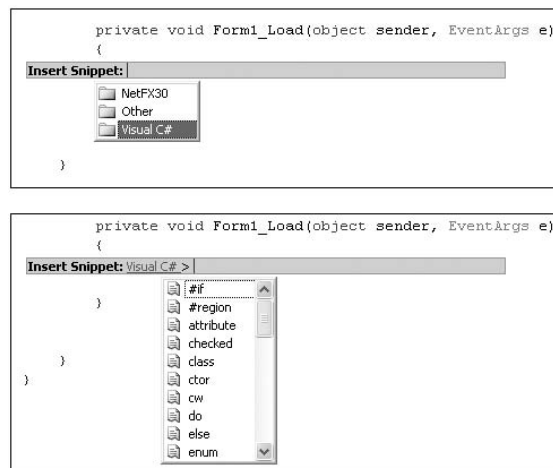 private void Form1_Load(object sender, EventArgs e)
{
Insert Snippet:
NetFX30
Other
Visual C#
}
private void Form1_Load(object sender, EventArgs e)
{
Insert Snippet: Visual C# >
#if
}
#region
attribute
checked
}
class
}
ctor
cw
do
else
enum